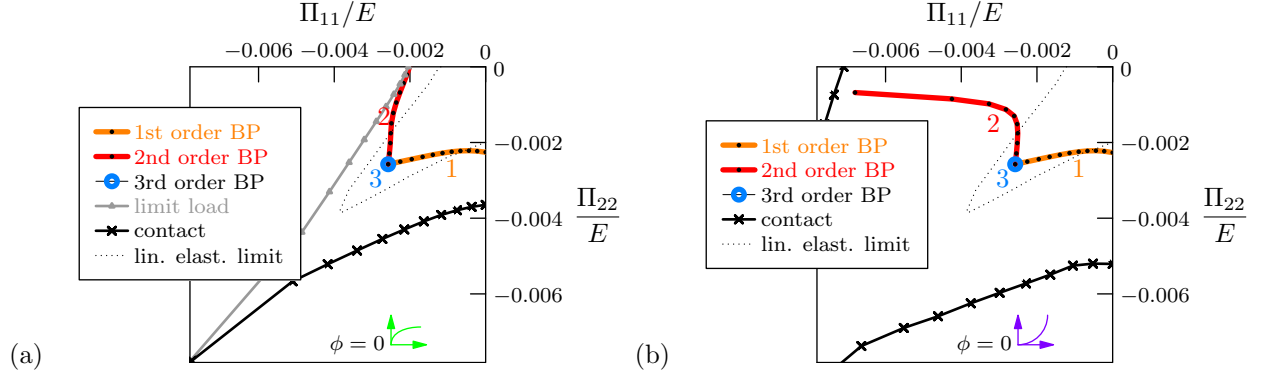 Π₁₁/E
−0.006 −0.004 −0.002 0
0
−0.002
−0.004
−0.006
Π₂₂
E
1st order BP
2nd order BP
3rd order BP
limit load
contact
lin. elast. limit
2
3
1
ϕ = 0
(a)
Π₁₁/E
−0.006 −0.004 −0.002 0
0
−0.002
−0.004
−0.006
Π₂₂
E
1st order BP
2nd order BP
3rd order BP
contact
lin. elast. limit
2
3
1
ϕ = 0
(b)